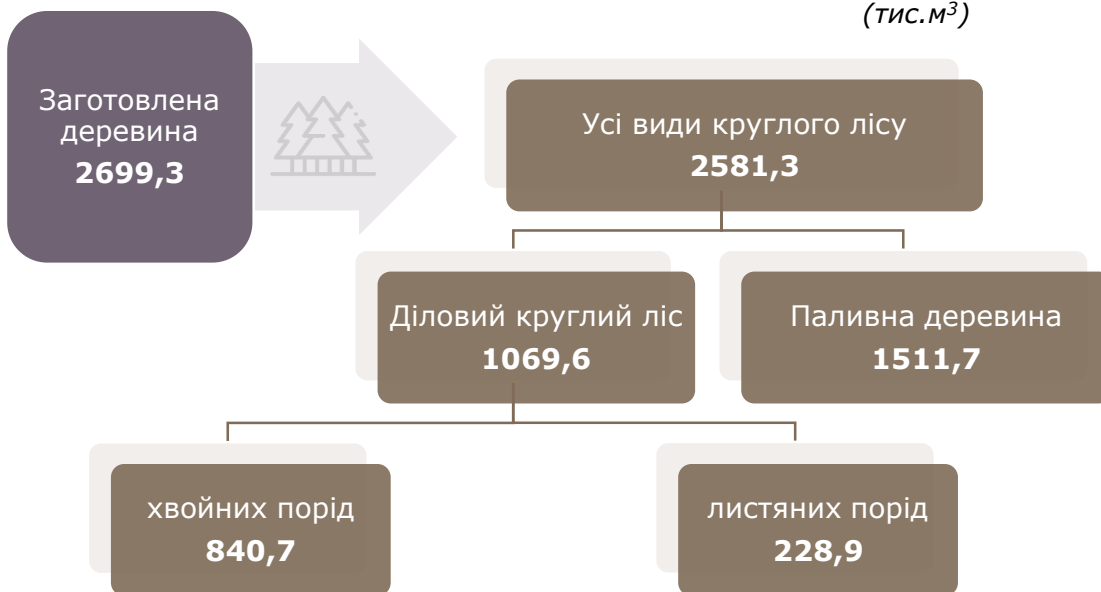 (тис.м³)
Заготовлена
деревина
2699,3
Усі види круглого лісу
2581,3
Діловий круглий ліс
1069,6
Паливна деревина
1511,7
хвойних порід
840,7
листяних порід
228,9